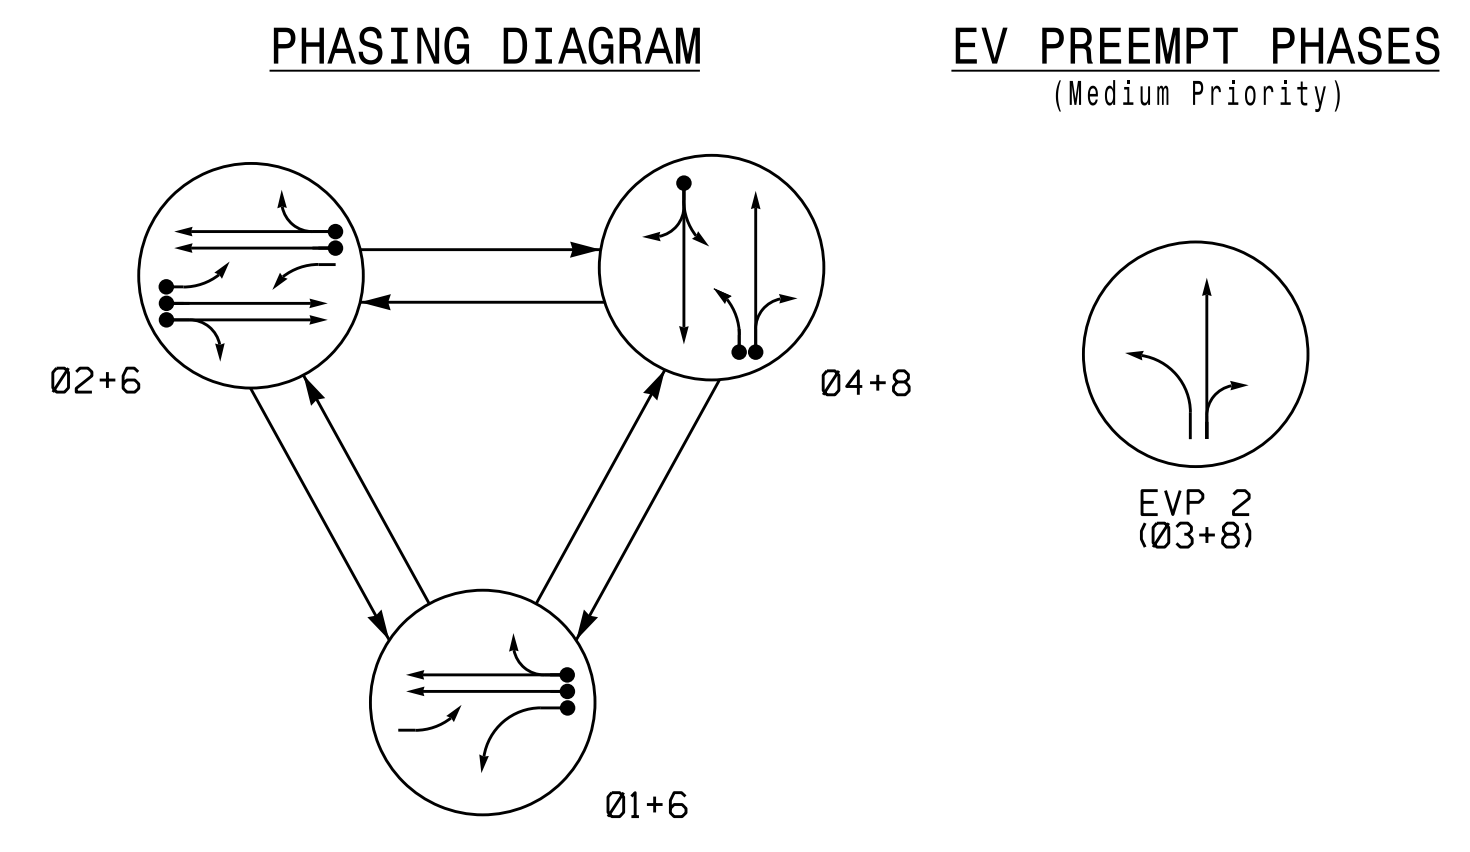 PHASING DIAGRAM
EV PREEMPT PHASES
(Medium Priority)
Ø2+6
Ø4+8
EVP 2
(Ø3+8)
Ø1+6